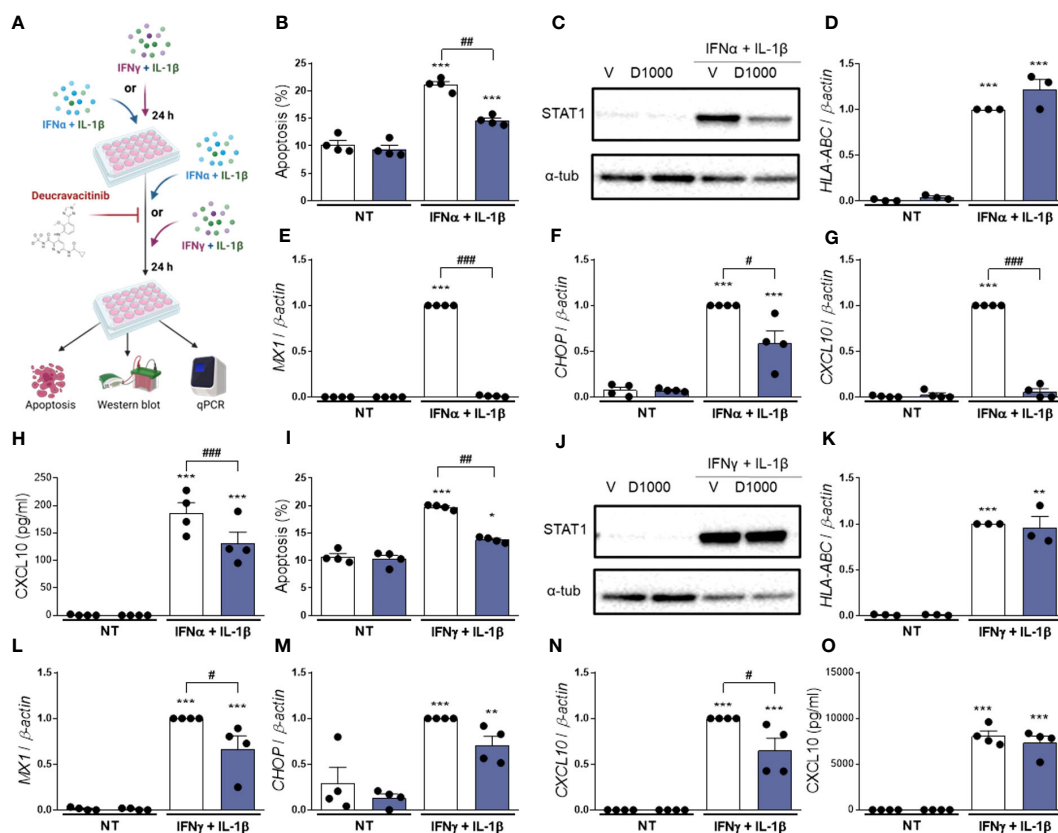 A
IFNγ + IL-1β
or
IFNα + IL-1β
24 h
Deucravacitinib
IFNα + IL-1β
or
IFNγ + IL-1β
24 h
Apoptosis Western blot qPCR
B
Apoptosis (%)
25
20
15
10
5
0
***
##
***
NT IFNα + IL-1β
C
IFNα + IL-1β
V D1000 V D1000
STAT1
α-tub
D
HLA-ABC / β-actin
1.5
1.0
0.5
0.0
***
***
NT IFNα + IL-1β
E
MX1 / β-actin
1.5
1.0
0.5
0.0
###
***
NT IFNα + IL-1β
F
CHOP / β-actin
1.5
1.0
0.5
0.0
#
*** ***
NT IFNα + IL-1β
G
CXCL10 / β-actin
1.5
1.0
0.5
0.0
###
***
NT IFNα + IL-1β
H
CXCL10 (pg/ml)
250
200
150
100
50
0
###
***
***
NT IFNα + IL-1β
I
Apoptosis (%)
25
20
15
10
5
0
##
***
*
NT IFNγ + IL-1β
J
IFNγ + IL-1β
V D1000 V D1000
STAT1
α-tub
K
HLA-ABC / β-actin
1.5
1.0
0.5
0.0
*** **
NT IFNγ + IL-1β
L
MX1 / β-actin
1.5
1.0
0.5
0.0
#
*** ***
NT IFNγ + IL-1β
M
CHOP / β-actin
1.5
1.0
0.5
0.0
*** **
NT IFNγ + IL-1β
N
CXCL10 / β-actin
1.5
1.0
0.5
0.0
#
*** ***
NT IFNγ + IL-1β
O
CXCL10 (pg/ml)
15000
10000
5000
0
*** ***
NT IFNγ + IL-1β